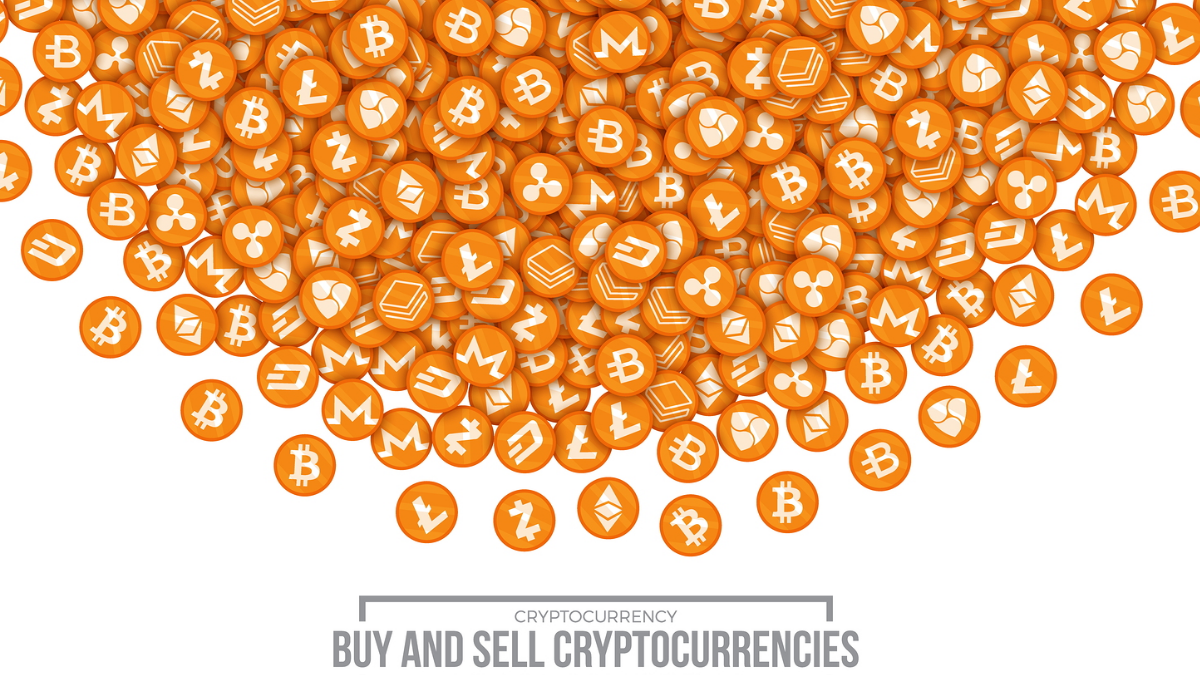 CRYPTOCURRENCY
BUY AND SELL CRYPTOCURRENCIES